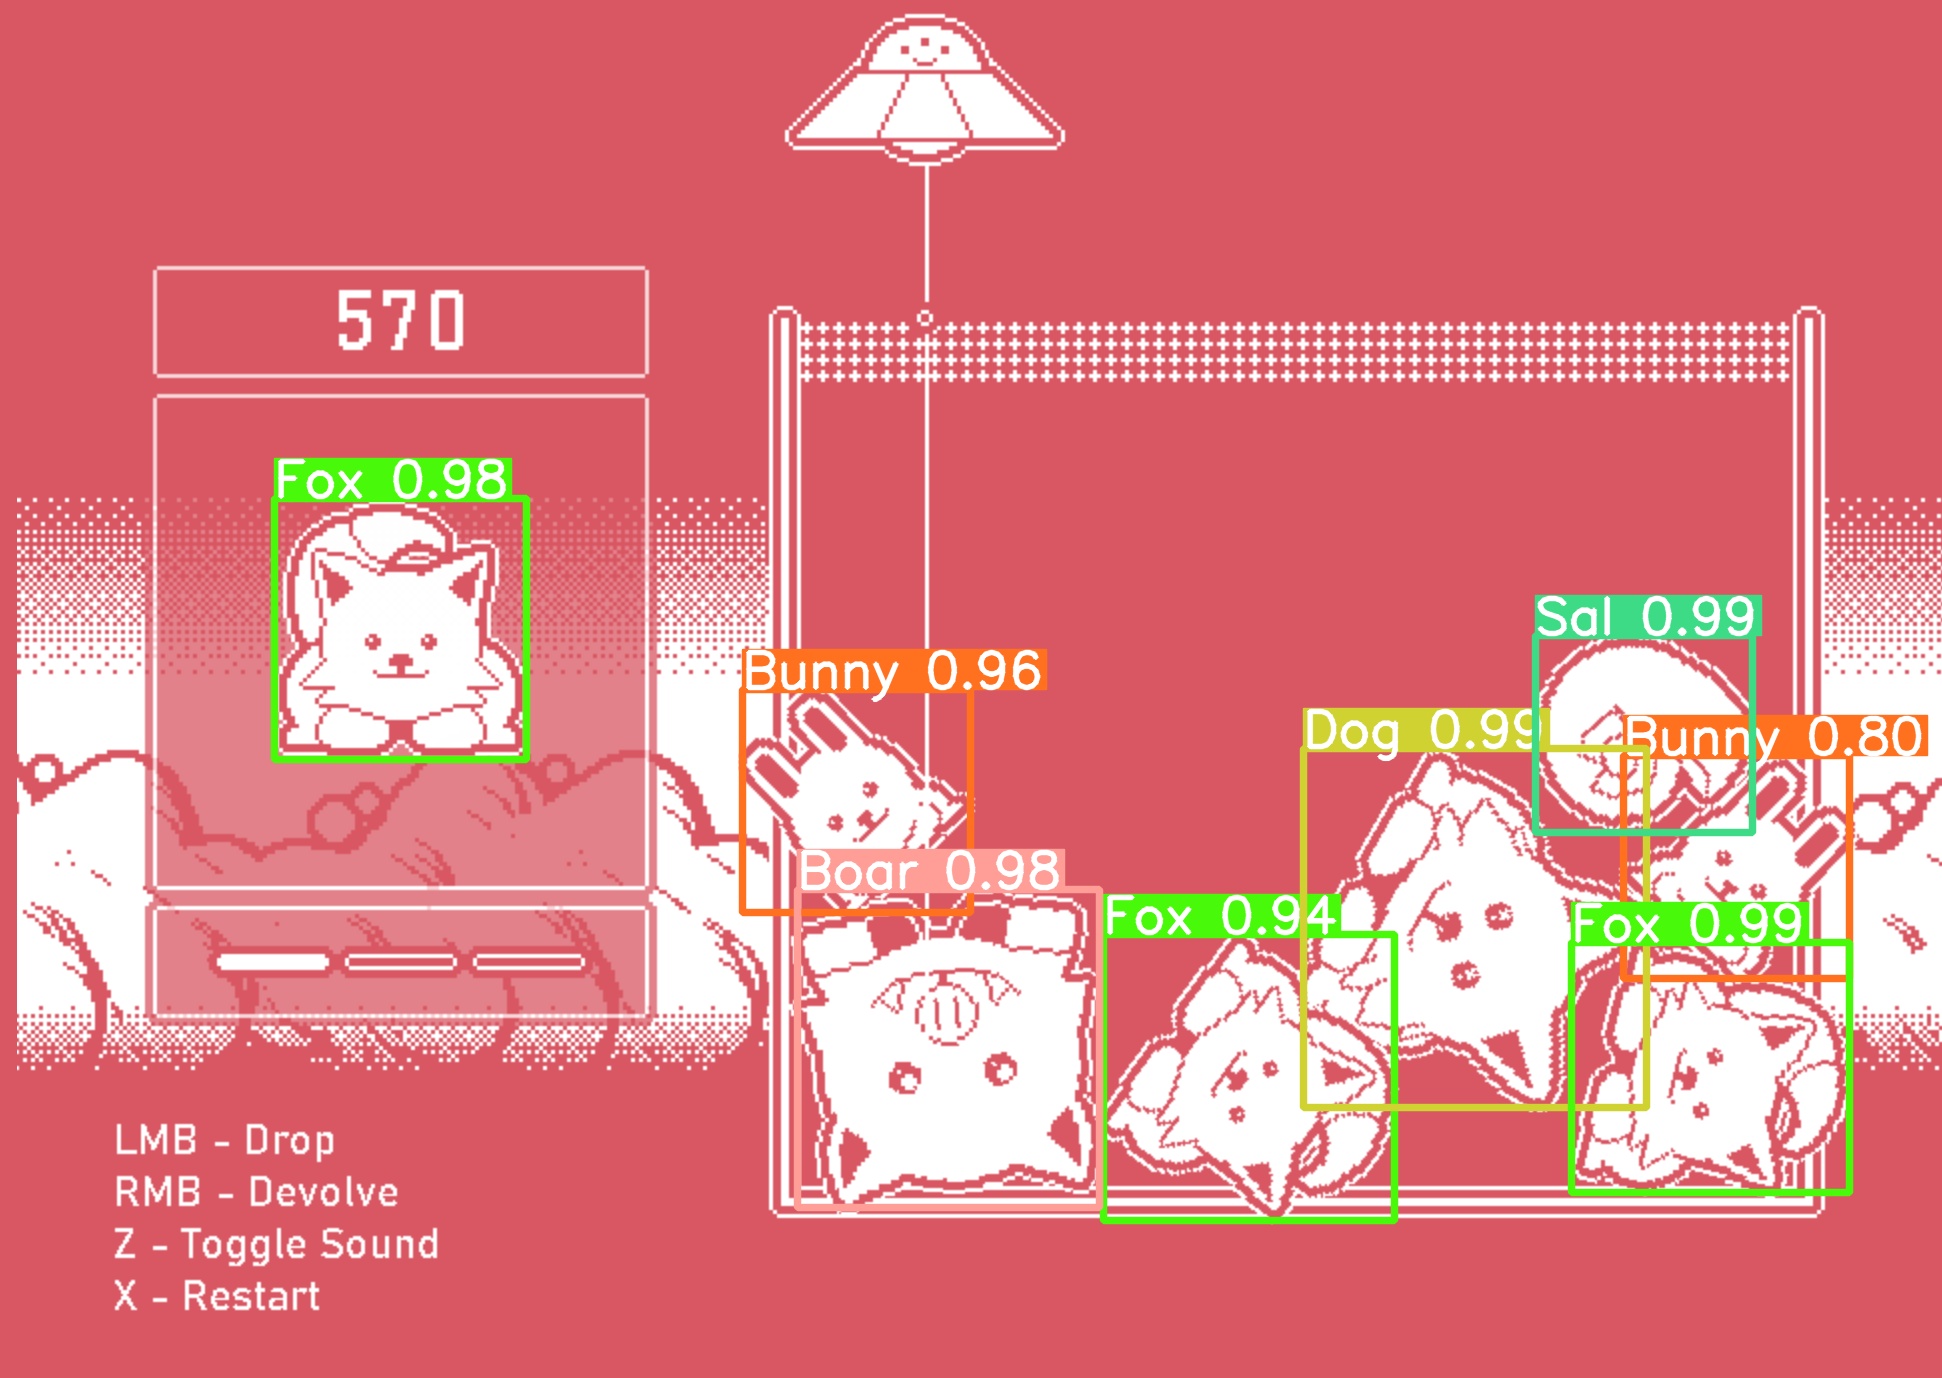 570
Fox 0.98
Sal 0.99
Bunny 0.96
Dog 0.99
Bunny 0.80
Boar 0.98
Fox 0.94
Fox 0.99
LMB - Drop
RMB - Devolve
Z - Toggle Sound
X - Restart